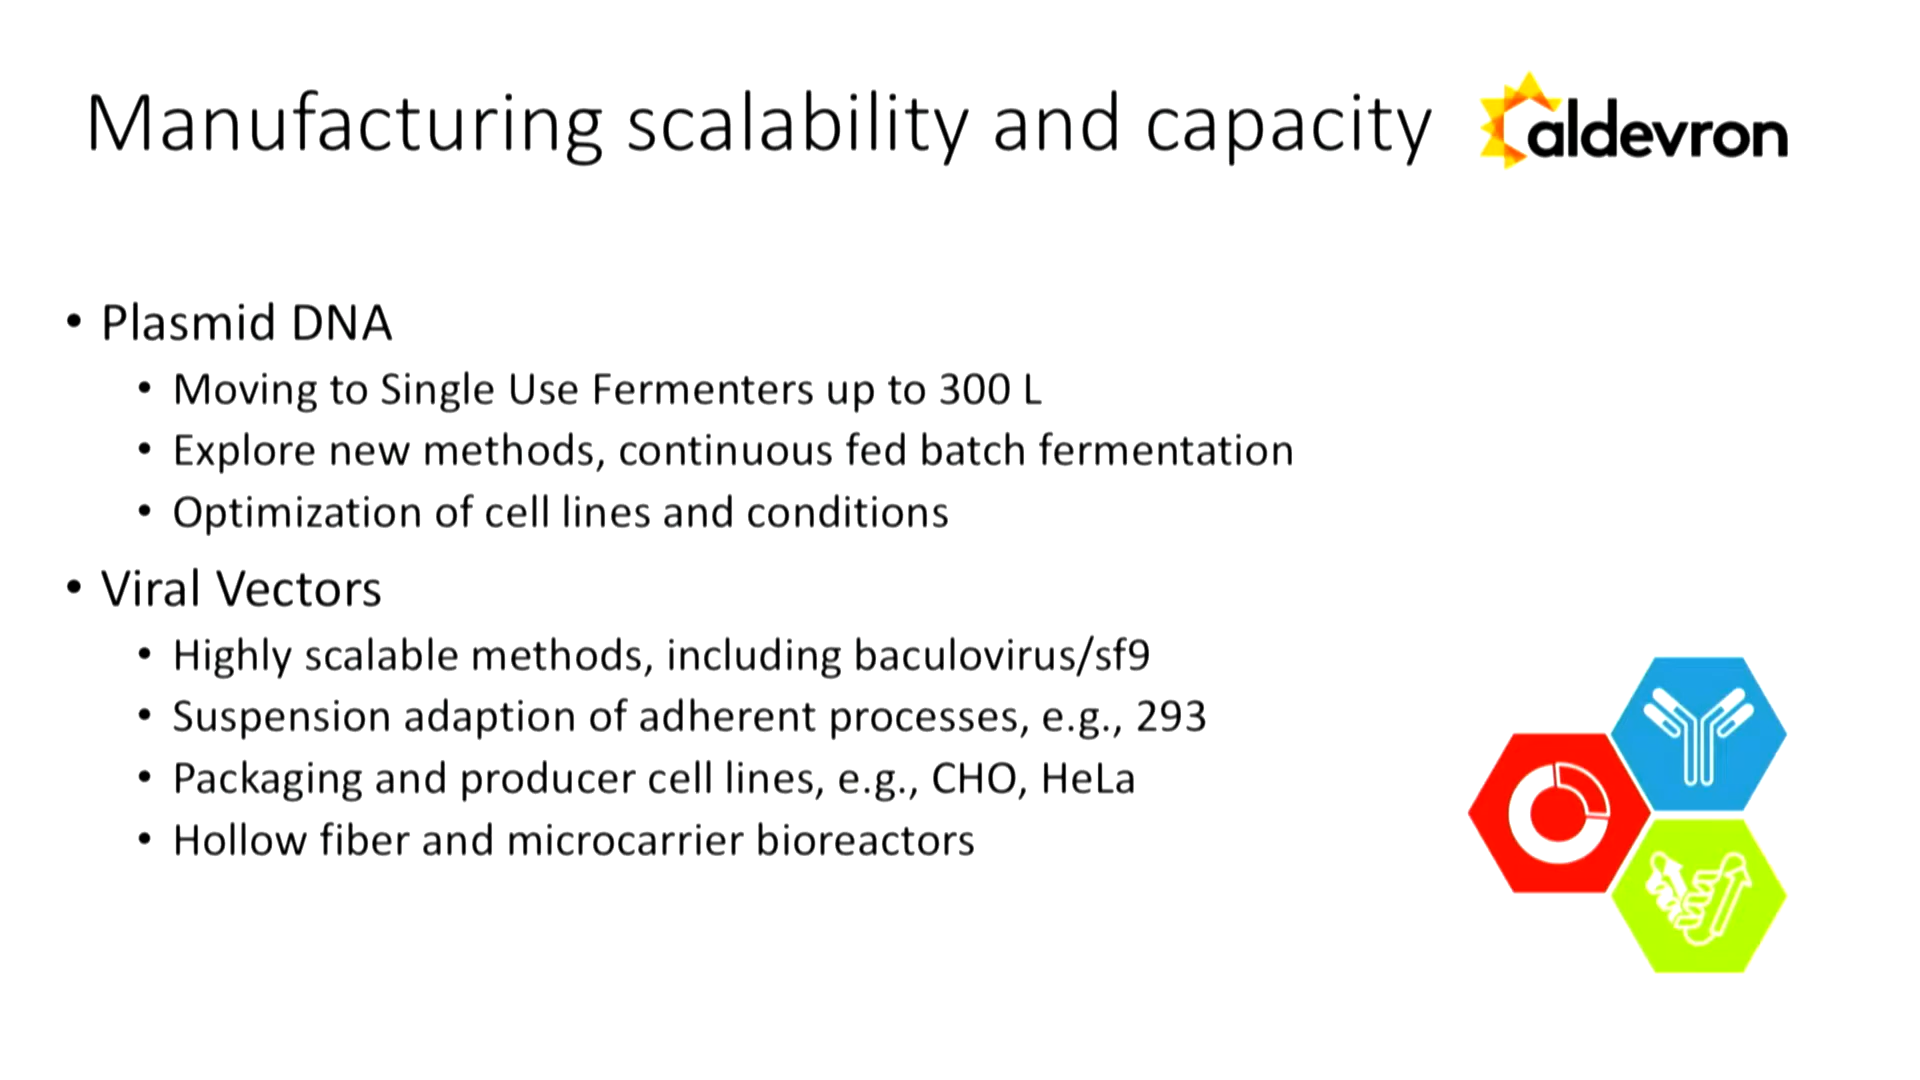 Manufacturing scalability and capacity
aldevron
• Plasmid DNA
• Moving to Single Use Fermenters up to 300 L
• Explore new methods, continuous fed batch fermentation
• Optimization of cell lines and conditions
• Viral Vectors
• Highly scalable methods, including baculovirus/sf9
• Suspension adaption of adherent processes, e.g., 293
• Packaging and producer cell lines, e.g., CHO, HeLa
• Hollow fiber and microcarrier bioreactors